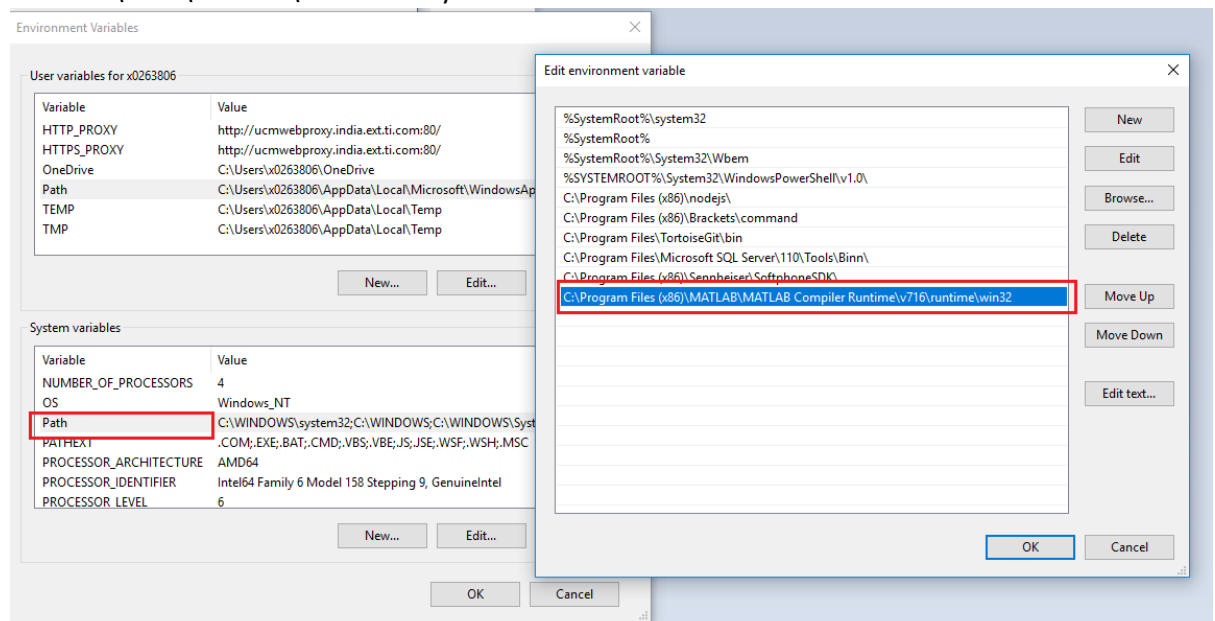 Environment Variables
User variables for x0263806
Variable Value
HTTP_PROXY http://ucmwebproxy.india.ext.ti.com:80/
HTTPS_PROXY http://ucmwebproxy.india.ext.ti.com:80/
OneDrive C:\Users\x0263806\OneDrive
Path C:\Users\x0263806\AppData\Local\Microsoft\WindowsAp
TEMP C:\Users\x0263806\AppData\Local\Temp
TMP C:\Users\x0263806\AppData\Local\Temp
New... Edit...
System variables
Variable Value
NUMBER_OF_PROCESSORS 4
OS Windows_NT
Path C:\WINDOWS\system32;C:\WINDOWS;C:\WINDOWS\Syst
PATHEXT .COM;.EXE;.BAT;.CMD;.VBS;.VBE;.JS;.JSE;.WSF;.WSH;.MSC
PROCESSOR_ARCHITECTURE AMD64
PROCESSOR_IDENTIFIER Intel64 Family 6 Model 158 Stepping 9, GenuineIntel
PROCESSOR LEVEL 6
New... Edit...
OK Cancel
Edit environment variable
%SystemRoot%\system32
%SystemRoot%
%SystemRoot%\System32\Wbem
%SYSTEMROOT%\System32\WindowsPowerShell\v1.0\
C:\Program Files (x86)\nodejs\
C:\Program Files (x86)\Brackets\command
C:\Program Files\TortoiseGit\bin
C:\Program Files\Microsoft SQL Server\110\Tools\Binn\
C:\Program Files (x86)\Sennheiser\SoftphoneSDK\
C:\Program Files (x86)\MATLAB\MATLAB Compiler Runtime\v716\runtime\win32
New
Edit
Browse...
Delete
Move Up
Move Down
Edit text...
OK Cancel